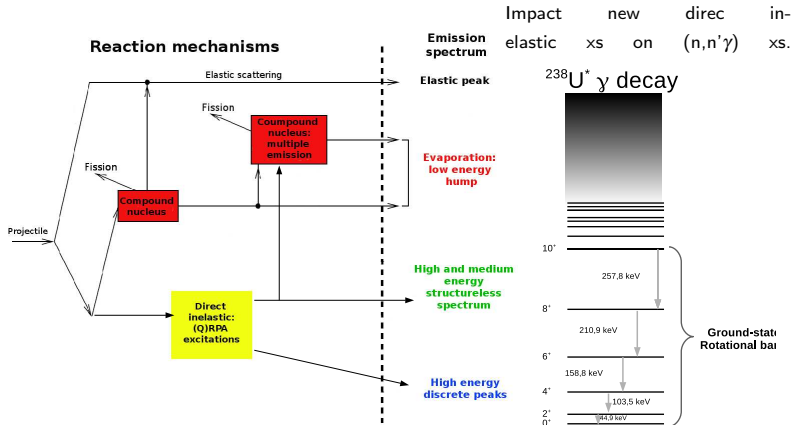 Impact new direc in-
elastic xs on (n,n'γ) xs.
Reaction mechanisms
Emission
spectrum
Elastic scattering
Elastic peak
Fission
Coumpound
nucleus:
multiple
emission
Evaporation:
low energy
hump
Fission
Compound
nucleus
Projectile
High and medium
energy
structureless
spectrum
Direct
inelastic:
(Q)RPA
excitations
High energy
discrete peaks
²³⁸U* γ decay
10⁺
257,8 keV
8⁺
210,9 keV
6⁺
158,8 keV
4⁺
103,5 keV
2⁺
44,9 keV
0⁺
Ground-state
Rotational ban